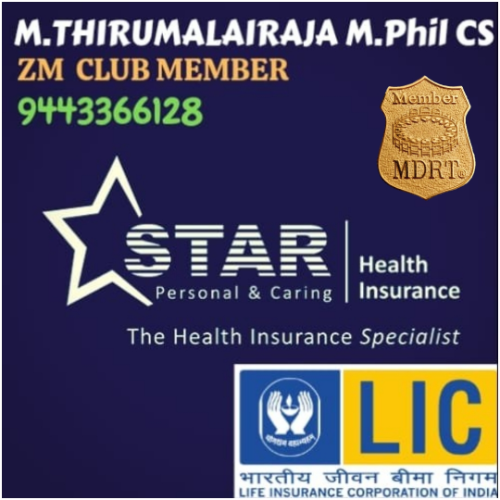 M.THIRUMALAIRAJA M.Phil CS
ZM CLUB MEMBER
9443366128
Member
MDRT
STAR
Personal & Caring
Health
Insurance
The Health Insurance Specialist
LIC
भारतीय जीवन बीमा निगम
LIFE INSURANCE CORPORATION OF INDIA